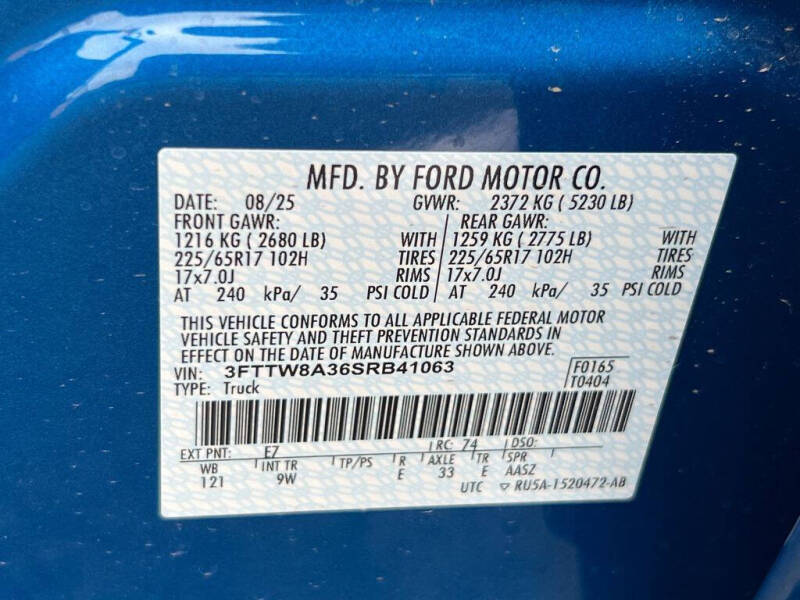 MFD. BY FORD MOTOR CO.
DATE: 08/25 GVWR: 2372 KG ( 5230 LB)
FRONT GAWR: REAR GAWR:
1216 KG ( 2680 LB) WITH 1259 KG ( 2775 LB) WITH
225/65R17 102H TIRES 225/65R17 102H TIRES
17x7.0J RIMS 17x7.0J RIMS
AT 240 kPa/ 35 PSI COLD AT 240 kPa/ 35 PSI COLD
THIS VEHICLE CONFORMS TO ALL APPLICABLE FEDERAL MOTOR
VEHICLE SAFETY AND THEFT PREVENTION STANDARDS IN
EFFECT ON THE DATE OF MANUFACTURE SHOWN ABOVE.
VIN: 3FTTW8A36SRB41063 F0165
TYPE: Truck T0404
EXT PNT: E7 RC: 74 DSO:
WB INT TR TP/PS R AXLE TR SPR
121 9W E 33 E AASZ
UTC ▽ RU5A-1520472-AB